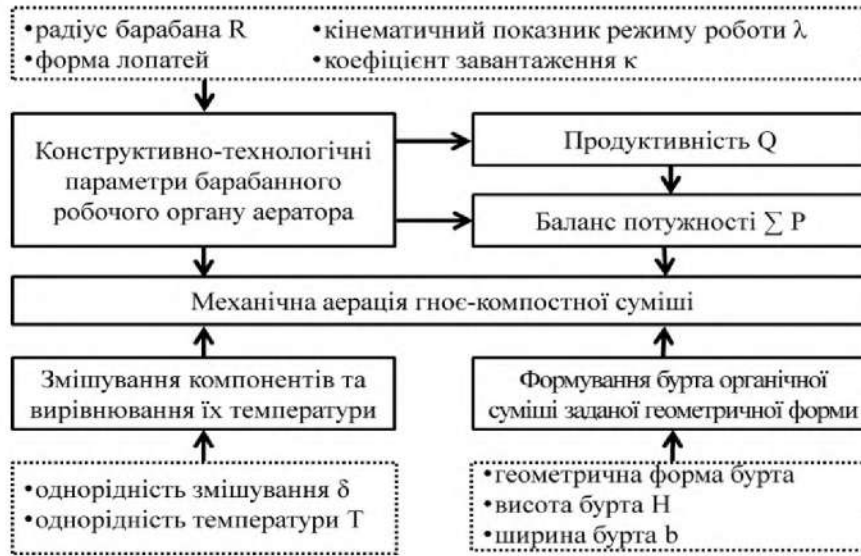 •радіус барабана R
•форма лопатей
•кінематичний показник режиму роботи λ
•коефіцієнт завантаження κ
Конструктивно-технологічні
параметри барабанного
робочого органу аератора
Продуктивність Q
Баланс потужності ∑ P
Механічна аерація гноє-компостної суміші
Змішування компонентів та
вирівнювання їх температури
Формування бурта органічної
суміші заданої геометричної форми
•однорідність змішування δ
•однорідність температури T
•геометрична форма бурта
•висота бурта H
•ширина бурта b